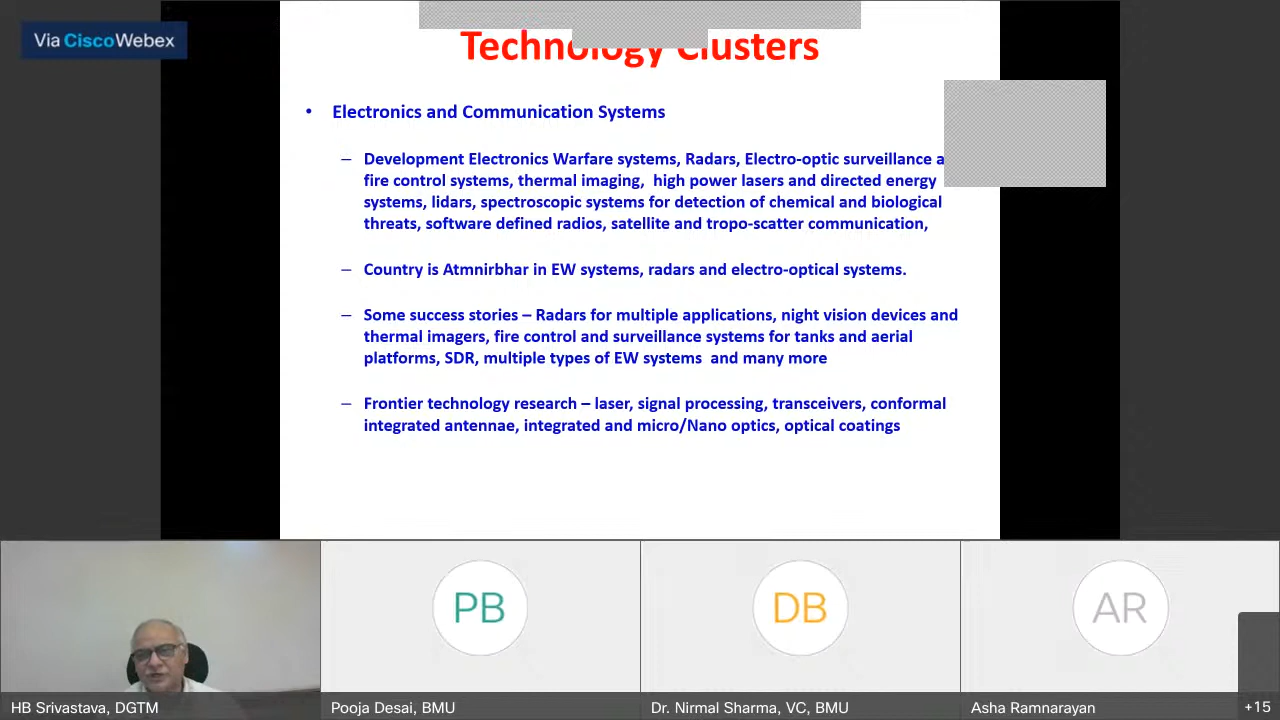 Via Cisco Webex
Technology Clusters
• Electronics and Communication Systems
– Development Electronics Warfare systems, Radars, Electro-optic surveillance
fire control systems, thermal imaging, high power lasers and directed energy
systems, lidars, spectroscopic systems for detection of chemical and biological
threats, software defined radios, satellite and tropo-scatter communication,
– Country is Atmnirbhar in EW systems, radars and electro-optical systems.
– Some success stories – Radars for multiple applications, night vision devices and
thermal imagers, fire control and surveillance systems for tanks and aerial
platforms, SDR, multiple types of EW systems and many more
– Frontier technology research – laser, signal processing, transceivers, conformal
integrated antennae, integrated and micro/Nano optics, optical coatings
PB
DB
AR
HB Srivastava, DGTM
Pooja Desai, BMU
Dr. Nirmal Sharma, VC, BMU
Asha Ramnarayan
+15